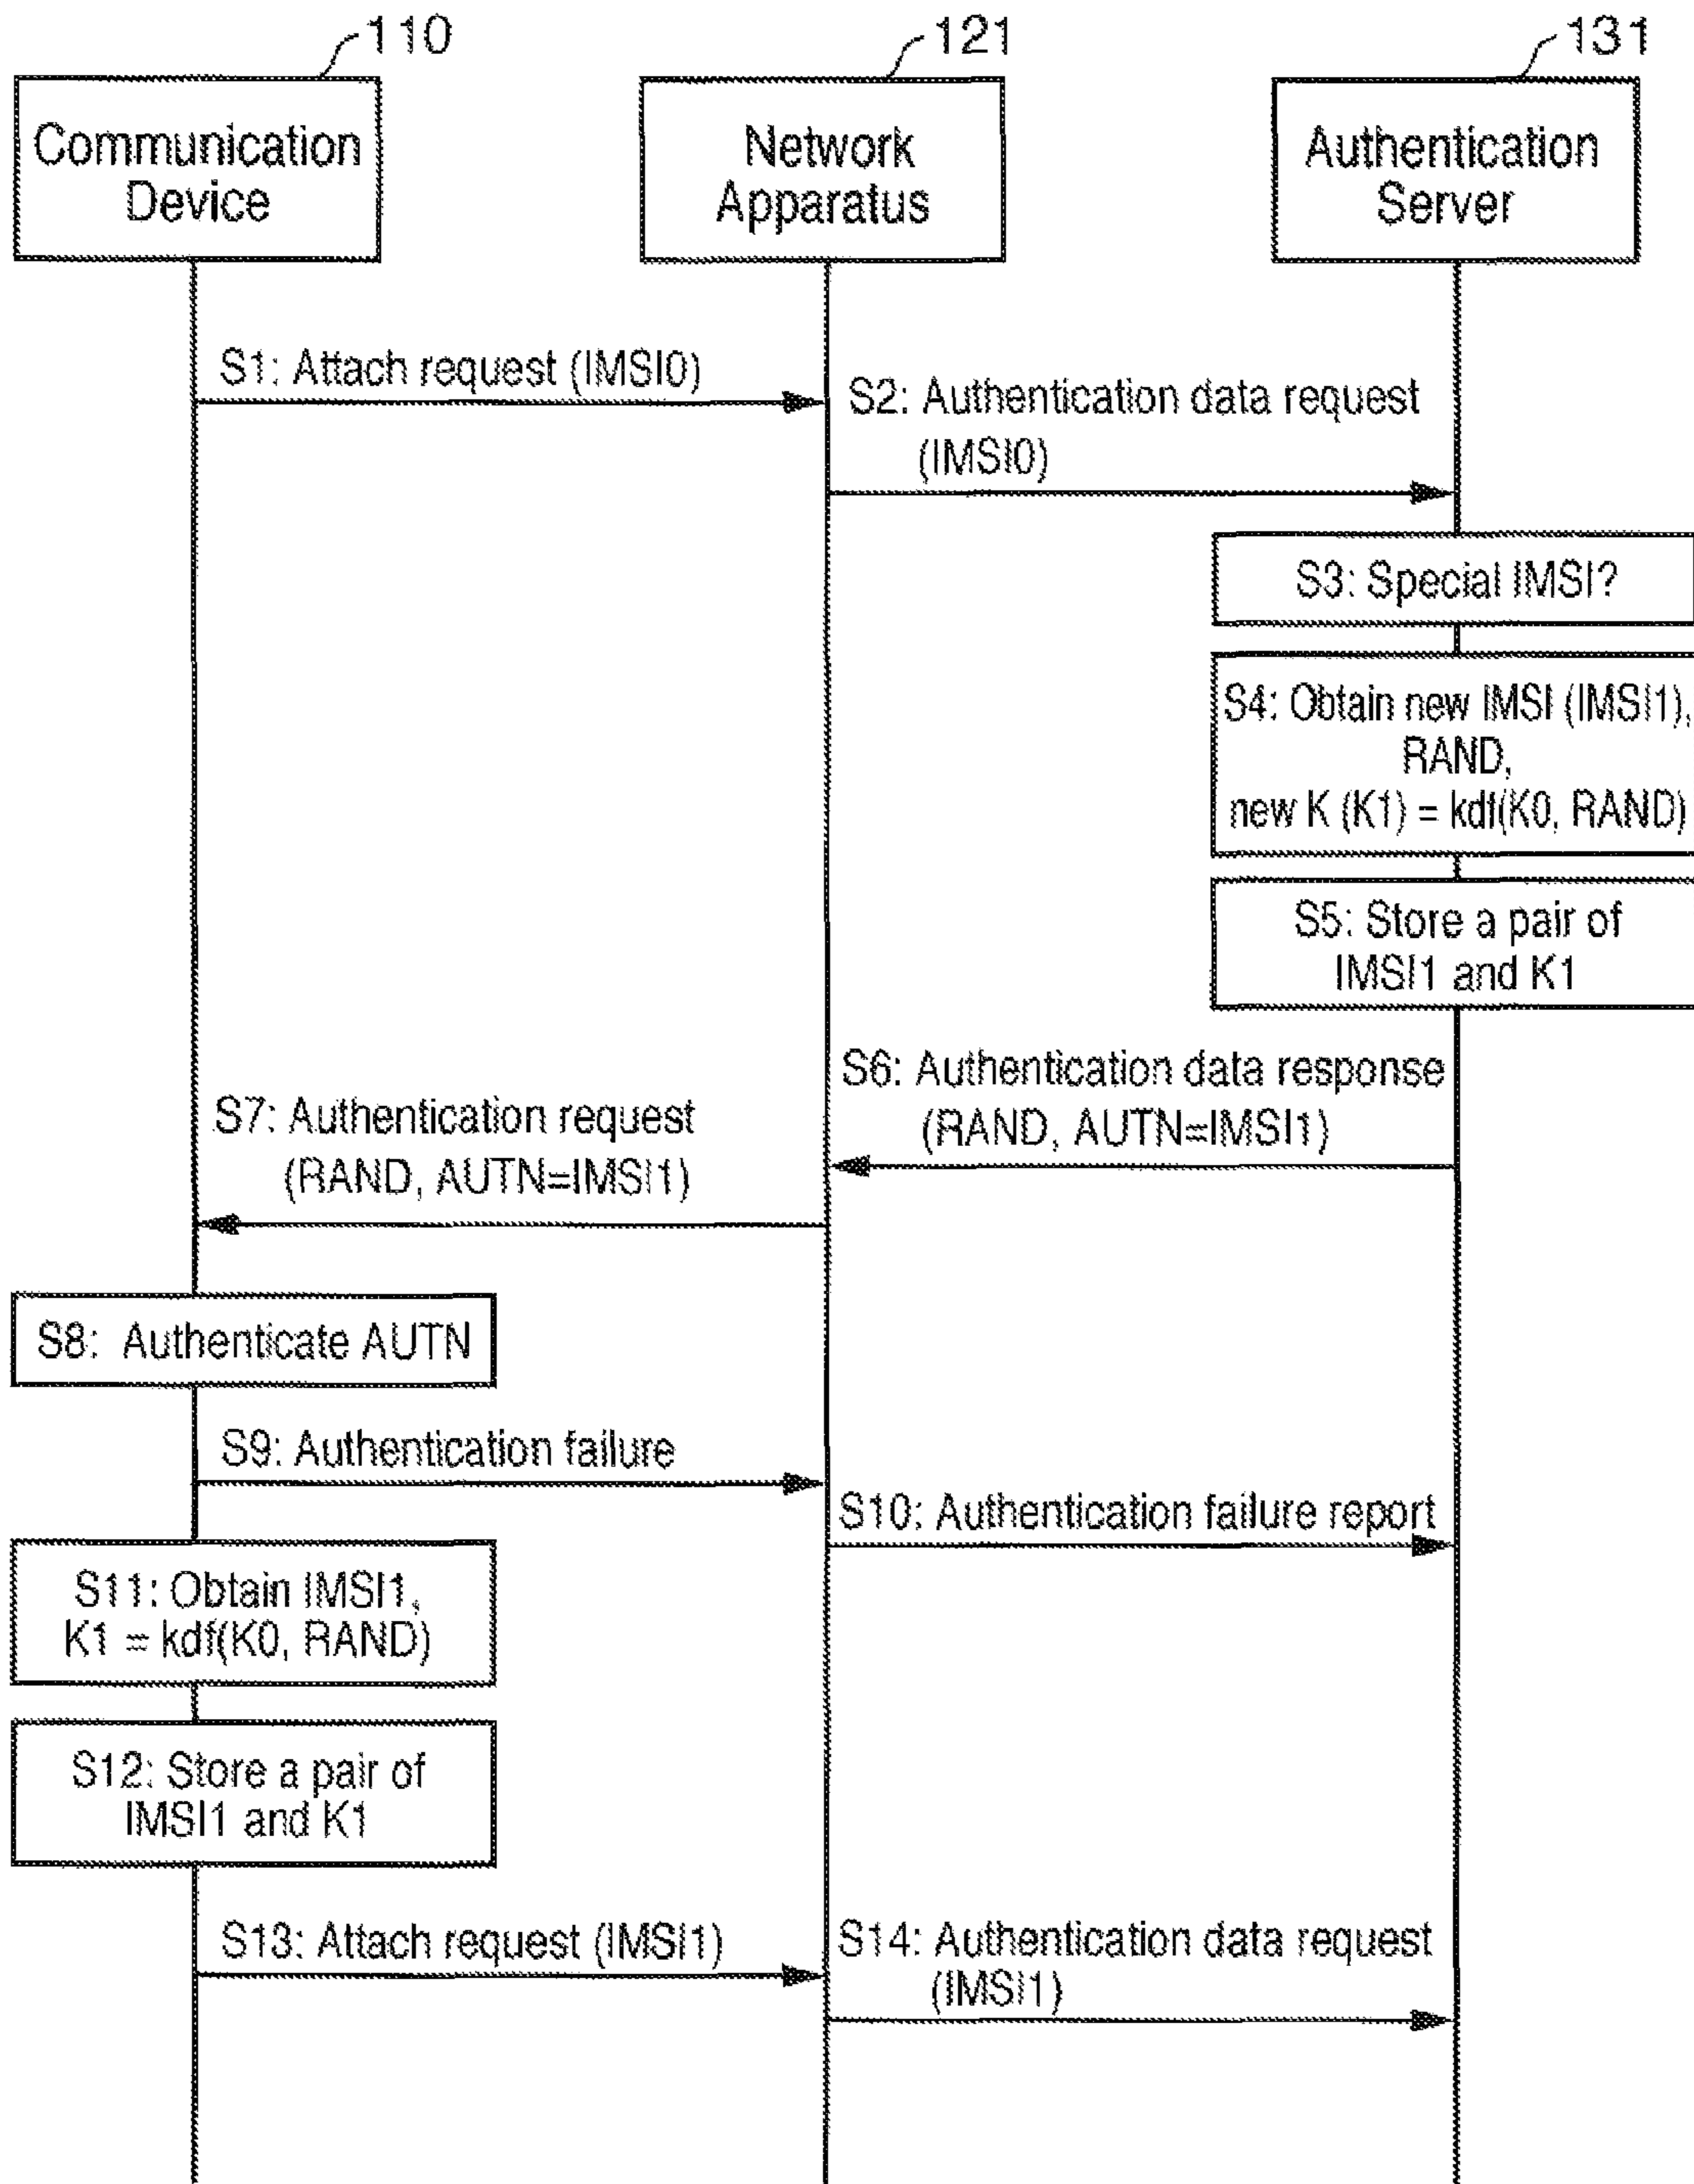 110
121
131
Communication
Device
Network
Apparatus
Authentication
Server
S1: Attach request (IMSI0)
S2: Authentication data request
(IMSI0)
S3: Special IMSI?
S4: Obtain new IMSI (IMSI1),
RAND,
new K (K1) = kdf(K0, RAND)
S5: Store a pair of
IMSI1 and K1
S6: Authentication data response
(RAND, AUTN=IMSI1)
S7: Authentication request
(RAND, AUTN=IMSI1)
S8: Authenticate AUTN
S9: Authentication failure
S10: Authentication failure report
S11: Obtain IMSI1,
K1 = kdf(K0, RAND)
S12: Store a pair of
IMSI1 and K1
S13: Attach request (IMSI1)
S14: Authentication data request
(IMSI1)